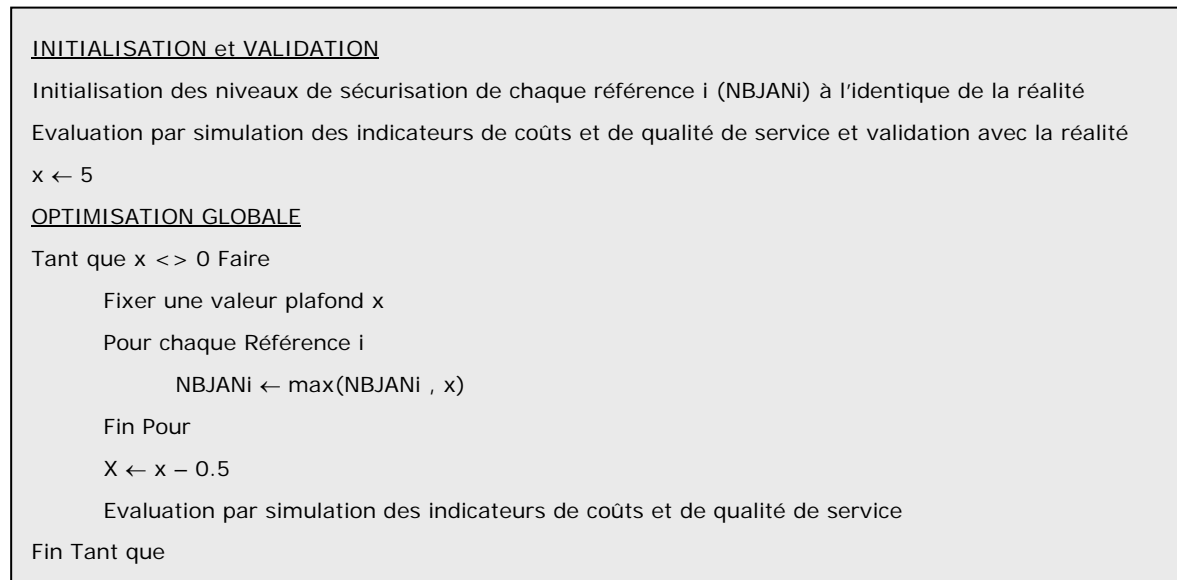 INITIALISATION et VALIDATION
Initialisation des niveaux de sécurisation de chaque référence i (NBJANi) à l'identique de la réalité
Evaluation par simulation des indicateurs de coûts et de qualité de service et validation avec la réalité
x ← 5
OPTIMISATION GLOBALE
Tant que x <> 0 Faire
Fixer une valeur plafond x
Pour chaque Référence i
NBJANi ← max(NBJANi , x)
Fin Pour
X ← x – 0.5
Evaluation par simulation des indicateurs de coûts et de qualité de service
Fin Tant que